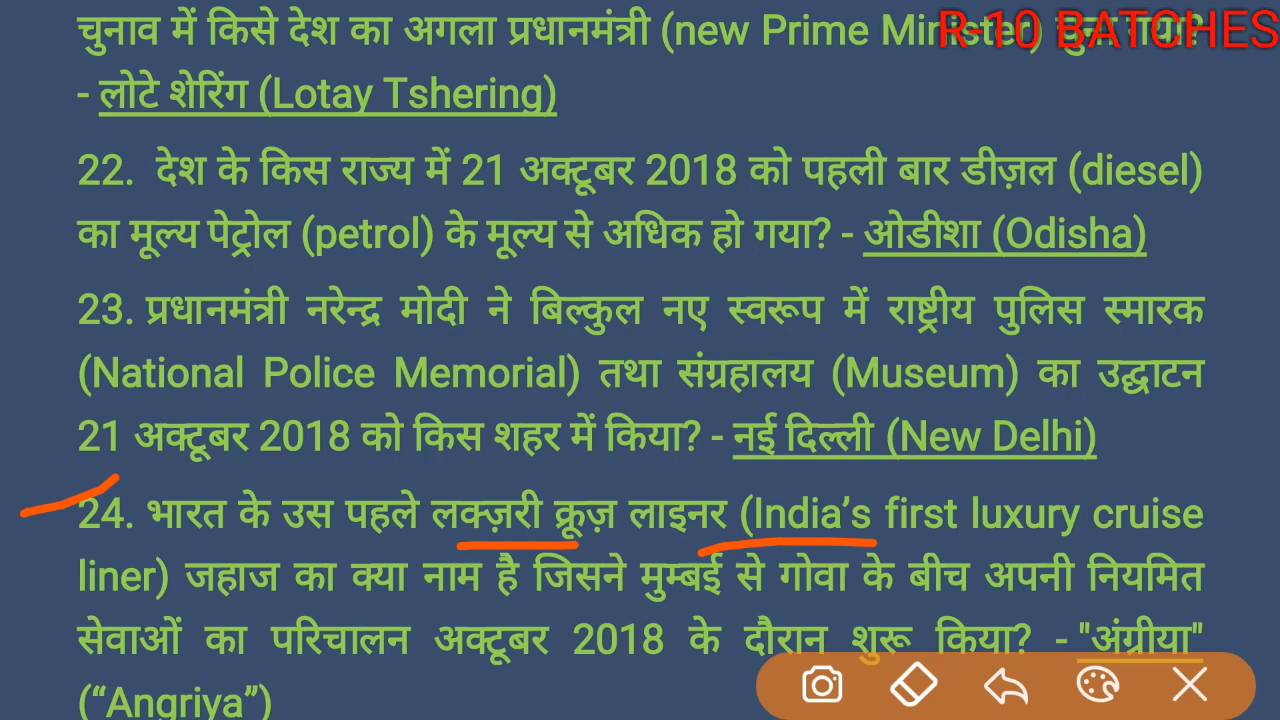 चुनाव में किसे देश का अगला प्रधानमंत्री (new Prime Minister) चुना गया?
R-10 BATCHES
- लोटे शेरिंग (Lotay Tshering)
22. देश के किस राज्य में 21 अक्टूबर 2018 को पहली बार डीज़ल (diesel)
का मूल्य पेट्रोल (petrol) के मूल्य से अधिक हो गया? - ओडीशा (Odisha)
23. प्रधानमंत्री नरेन्द्र मोदी ने बिल्कुल नए स्वरूप में राष्ट्रीय पुलिस स्मारक
(National Police Memorial) तथा संग्रहालय (Museum) का उद्घाटन
21 अक्टूबर 2018 को किस शहर में किया? - नई दिल्ली (New Delhi)
24. भारत के उस पहले लक्ज़री क्रूज़ लाइनर (India’s first luxury cruise
liner) जहाज का क्या नाम है जिसने मुम्बई से गोवा के बीच अपनी नियमित
सेवाओं का परिचालन अक्टूबर 2018 के दौरान शुरू किया? - "अंग्रीया"
(“Angriya”)